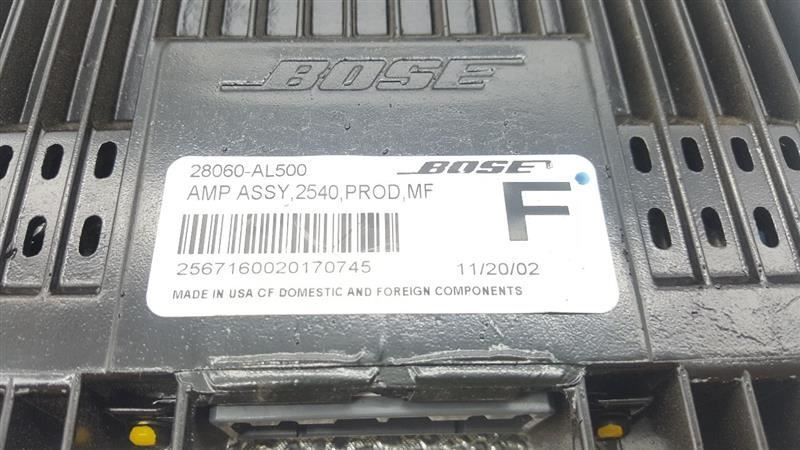 BOSE
28060-AL500 BOSE
AMP ASSY,2540,PROD,MF
F
2567160020170745 11/20/02
MADE IN USA CF DOMESTIC AND FOREIGN COMPONENTS